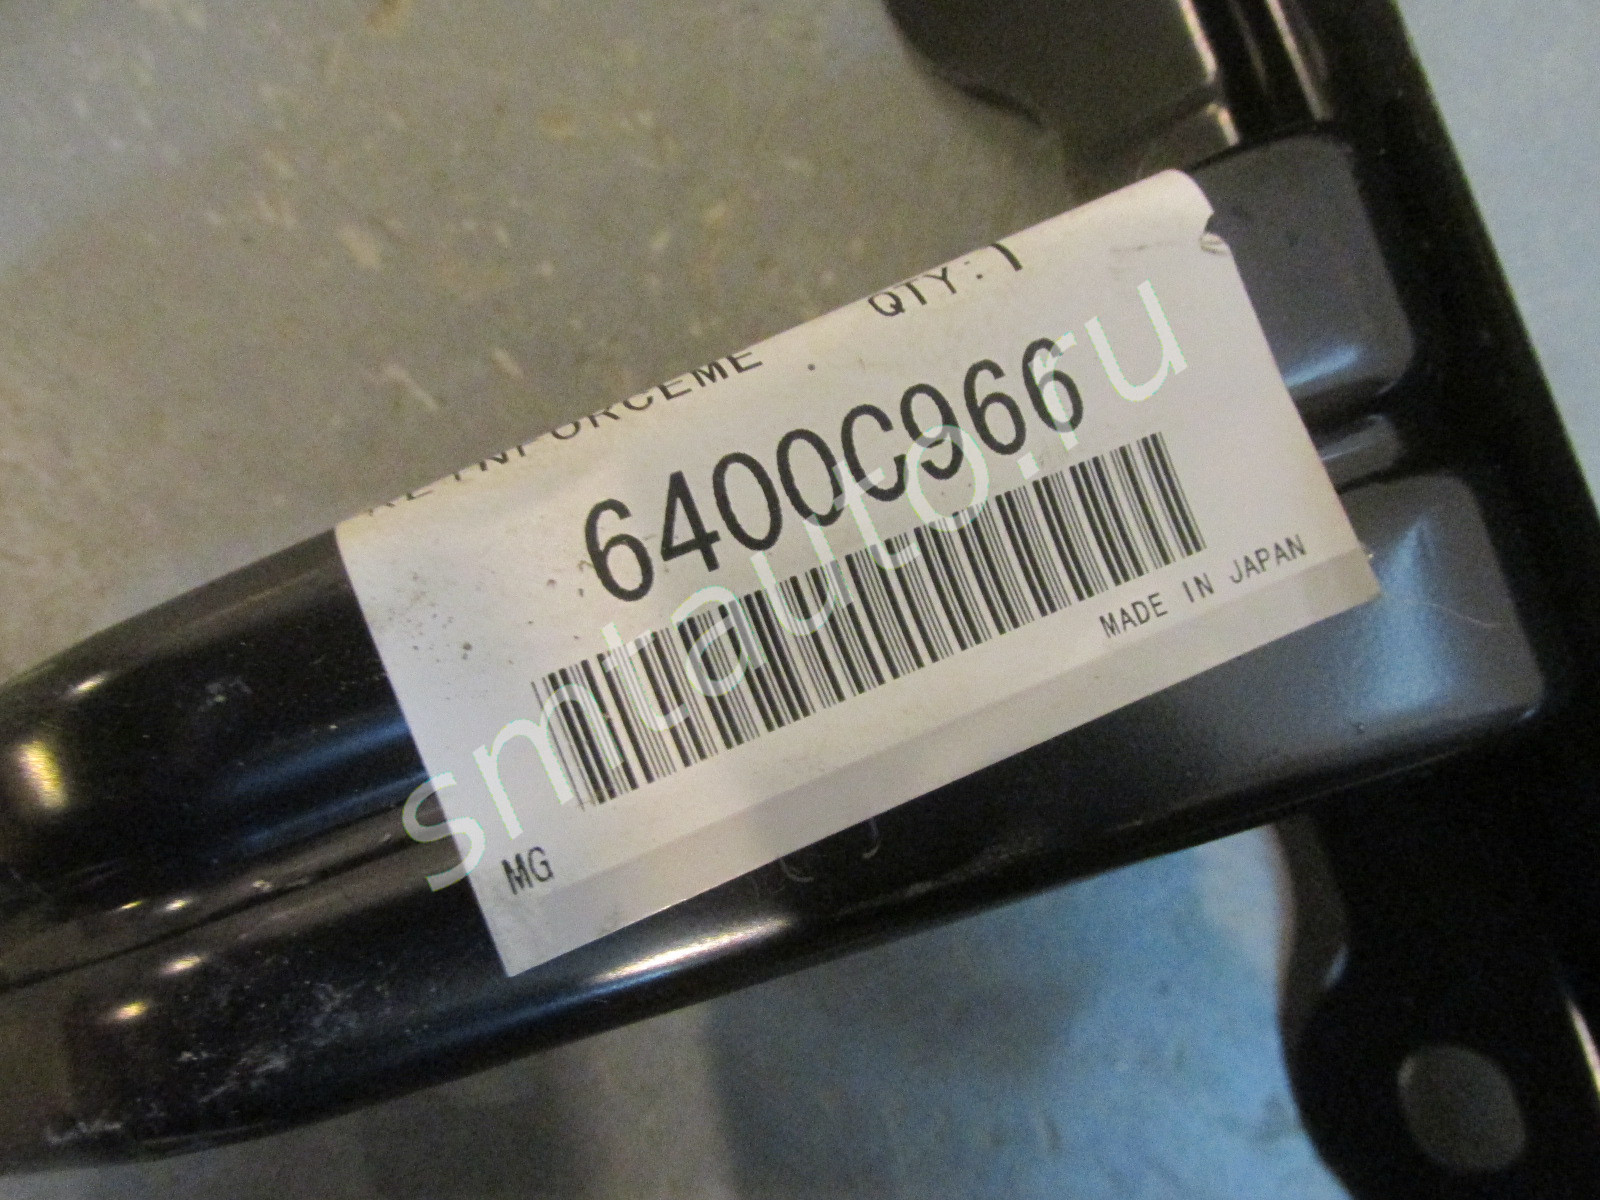 QTY:1
REINFORCEME
6400C966
MADE IN JAPAN
MG
smtauto.ru